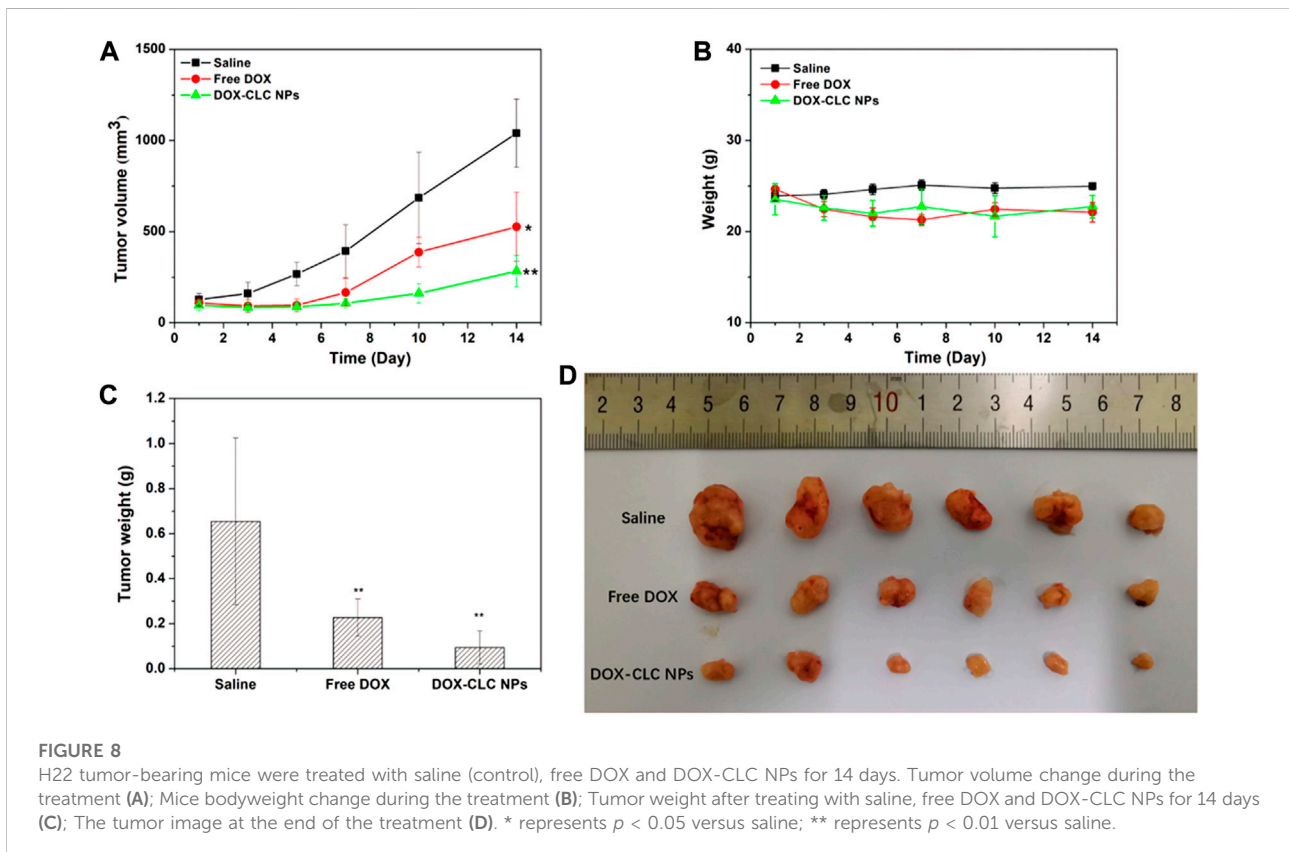 A
1500
1000
500
0
Tumor volume (mm3)
Saline
Free DOX
DOX-CLC NPs
*
**
0 2 4 6 8 10 12 14
Time (Day)
B
40
30
20
10
Weight (g)
Saline
Free DOX
DOX-CLC NPs
0 2 4 6 8 10 12 14
Time (Day)
C
1.2
1.0
0.8
0.6
0.4
0.2
0.0
Tumor weight (g)
**
**
Saline Free DOX DOX-CLC NPs
D
2 3 4 5 6 7 8 9 10 1 2 3 4 5 6 7 8
Saline
Free DOX
DOX-CLC NPs
FIGURE 8
H22 tumor-bearing mice were treated with saline (control), free DOX and DOX-CLC NPs for 14 days. Tumor volume change during the
treatment (A); Mice bodyweight change during the treatment (B); Tumor weight after treating with saline, free DOX and DOX-CLC NPs for 14 days
(C); The tumor image at the end of the treatment (D). * represents p < 0.05 versus saline; ** represents p < 0.01 versus saline.